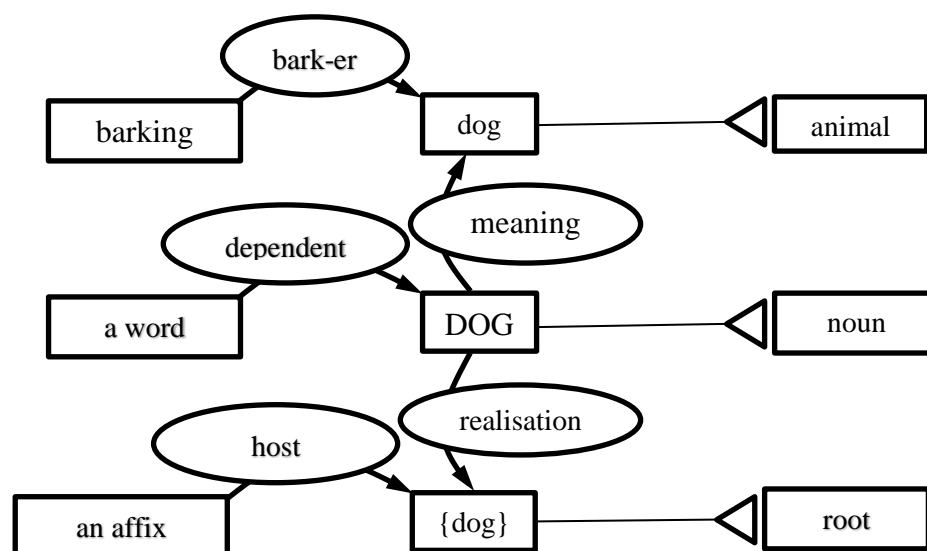 bark-er
barking
dog
animal
meaning
dependent
a word
DOG
noun
realisation
host
an affix
{dog}
root